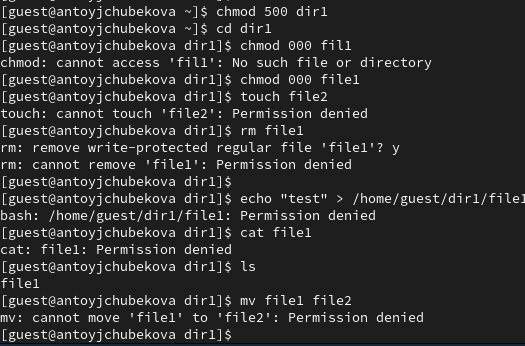 [guest@antoyjchubekova ~]$ chmod 500 dir1
[guest@antoyjchubekova ~]$ cd dir1
[guest@antoyjchubekova dir1]$ chmod 000 fil1
chmod: cannot access 'fil1': No such file or directory
[guest@antoyjchubekova dir1]$ chmod 000 file1
[guest@antoyjchubekova dir1]$ touch file2
touch: cannot touch 'file2': Permission denied
[guest@antoyjchubekova dir1]$ rm file1
rm: remove write-protected regular file 'file1'? y
rm: cannot remove 'file1': Permission denied
[guest@antoyjchubekova dir1]$
[guest@antoyjchubekova dir1]$ echo "test" > /home/guest/dir1/file1
bash: /home/guest/dir1/file1: Permission denied
[guest@antoyjchubekova dir1]$ cat file1
cat: file1: Permission denied
[guest@antoyjchubekova dir1]$ ls
file1
[guest@antoyjchubekova dir1]$ mv file1 file2
mv: cannot move 'file1' to 'file2': Permission denied
[guest@antoyjchubekova dir1]$